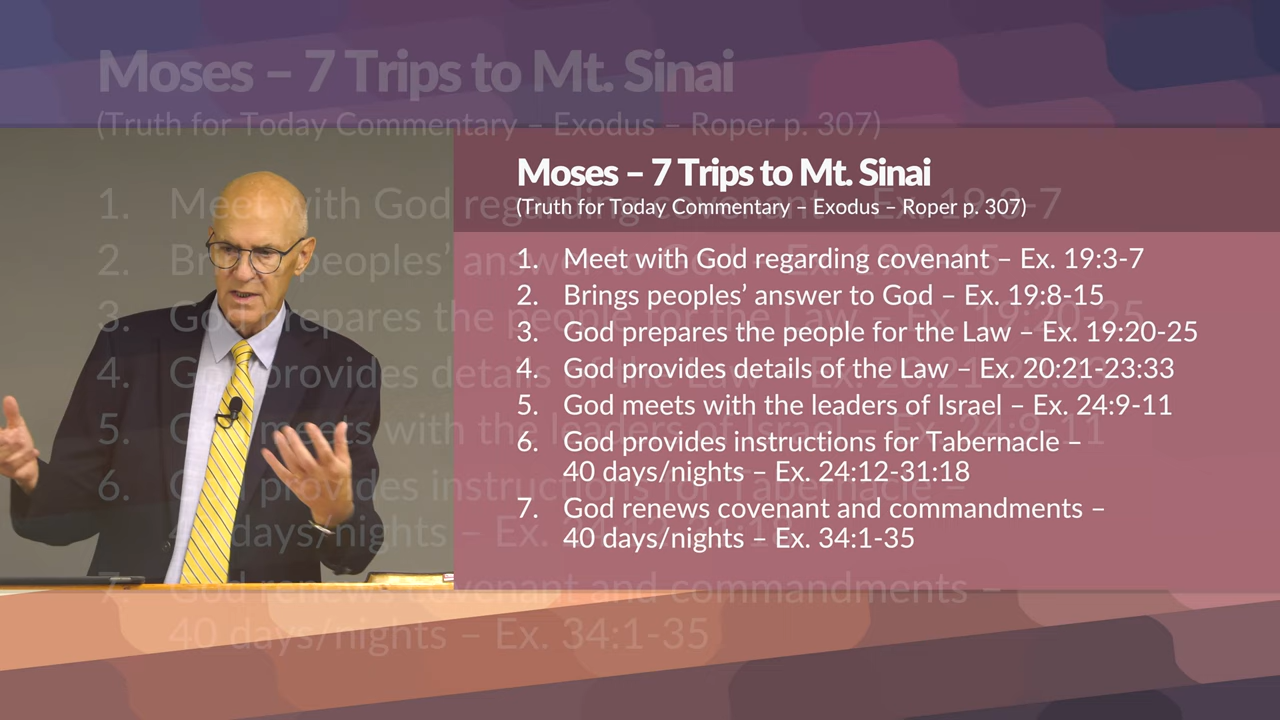 Moses – 7 Trips to Mt. Sinai
(Truth for Today Commentary – Exodus – Roper p. 307)
1. Meet with God regarding covenant – Ex. 19:3-7
2. Brings peoples’ answer to God – Ex. 19:8-15
3. God prepares the people for the Law – Ex. 19:20-25
4. God provides details of the Law – Ex. 20:21-23:33
5. God meets with the leaders of Israel – Ex. 24:9-11
6. God provides instructions for Tabernacle –
40 days/nights – Ex. 24:12-31:18
7. God renews covenant and commandments –
40 days/nights – Ex. 34:1-35